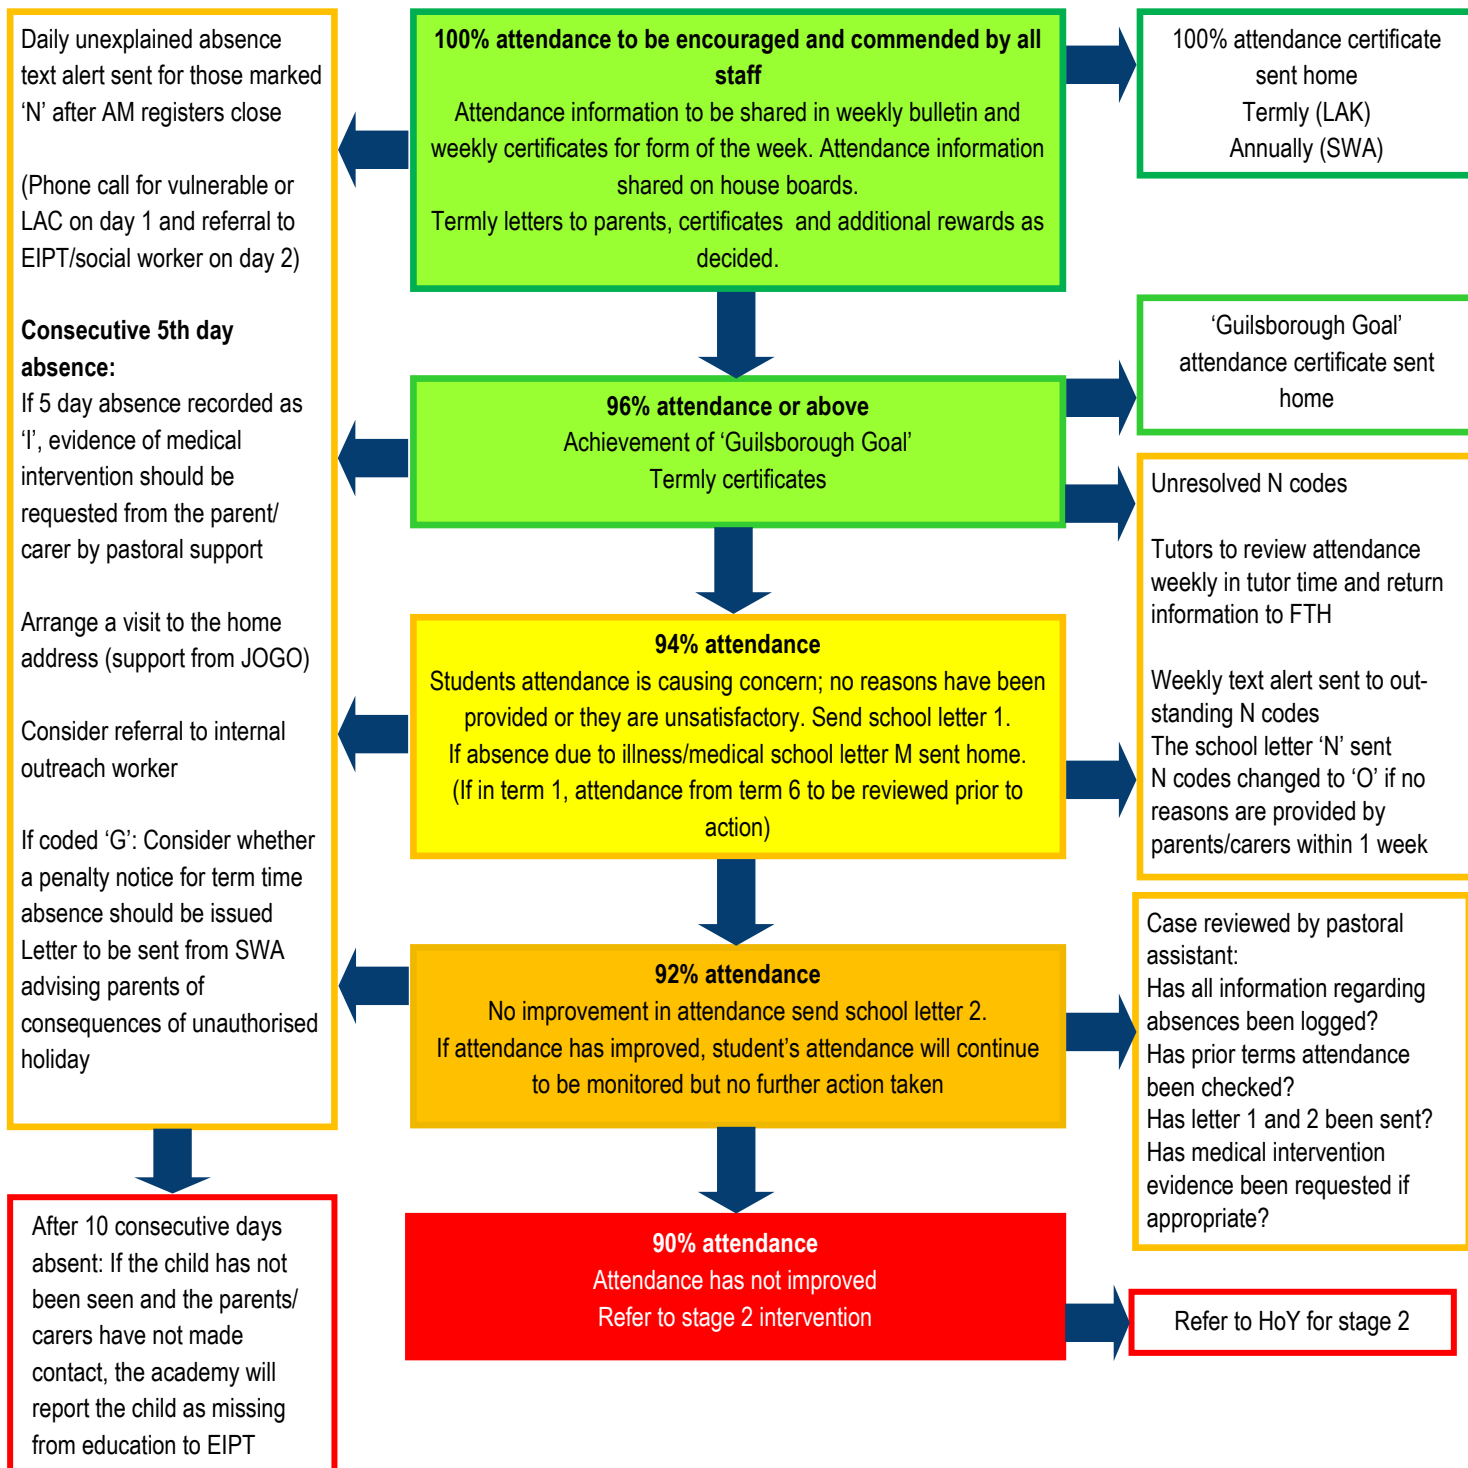 Daily unexplained absence
text alert sent for those marked
‘N’ after AM registers close
(Phone call for vulnerable or
LAC on day 1 and referral to
EIPT/social worker on day 2)
Consecutive 5th day
absence:
If 5 day absence recorded as
‘I’, evidence of medical
intervention should be
requested from the parent/
carer by pastoral support
Arrange a visit to the home
address (support from JOGO)
Consider referral to internal
outreach worker
If coded ‘G’: Consider whether
a penalty notice for term time
absence should be issued
Letter to be sent from SWA
advising parents of
consequences of unauthorised
holiday
After 10 consecutive days
absent: If the child has not
been seen and the parents/
carers have not made
contact, the academy will
report the child as missing
from education to EIPT
100% attendance to be encouraged and commended by all
staff
Attendance information to be shared in weekly bulletin and
weekly certificates for form of the week. Attendance information
shared on house boards.
Termly letters to parents, certificates and additional rewards as
decided.
96% attendance or above
Achievement of ‘Guilsborough Goal’
Termly certificates
94% attendance
Students attendance is causing concern; no reasons have been
provided or they are unsatisfactory. Send school letter 1.
If absence due to illness/medical school letter M sent home.
(If in term 1, attendance from term 6 to be reviewed prior to
action)
92% attendance
No improvement in attendance send school letter 2.
If attendance has improved, student’s attendance will continue
to be monitored but no further action taken
90% attendance
Attendance has not improved
Refer to stage 2 intervention
100% attendance certificate
sent home
Termly (LAK)
Annually (SWA)
‘Guilsborough Goal’
attendance certificate sent
home
Unresolved N codes
Tutors to review attendance
weekly in tutor time and return
information to FTH
Weekly text alert sent to out-
standing N codes
The school letter ‘N’ sent
N codes changed to ‘O’ if no
reasons are provided by
parents/carers within 1 week
Case reviewed by pastoral
assistant:
Has all information regarding
absences been logged?
Has prior terms attendance
been checked?
Has letter 1 and 2 been sent?
Has medical intervention
evidence been requested if
appropriate?
Refer to HoY for stage 2